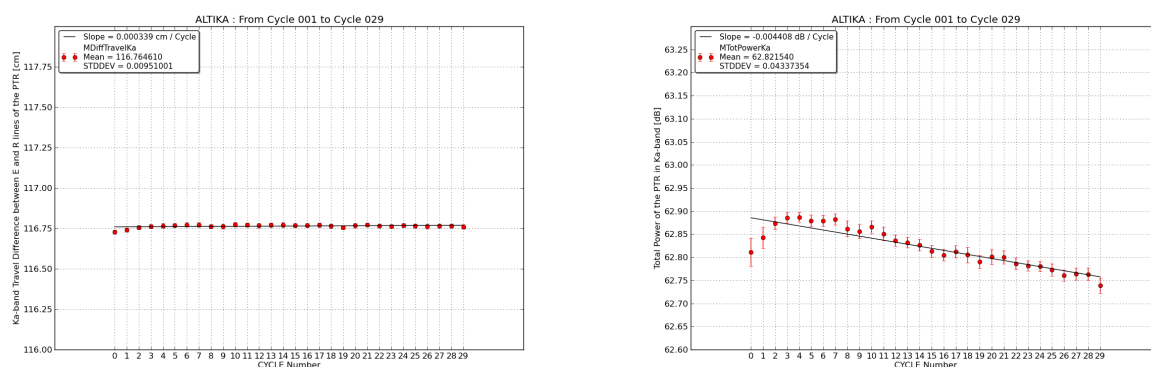 ALTIKA : From Cycle 001 to Cycle 029
Slope = 0.000339 cm / Cycle
MDiffTravelKa
Mean = 116.764610
STDDEV = 0.00951001
Ka-band Travel Difference between E and R lines of the PTR [cm]
117.75
117.50
117.25
117.00
116.75
116.50
116.25
116.00
0 1 2 3 4 5 6 7 8 9 10 11 12 13 14 15 16 17 18 19 20 21 22 23 24 25 26 27 28 29
CYCLE Number
ALTIKA : From Cycle 001 to Cycle 029
Slope = -0.004408 dB / Cycle
MTotPowerKa
Mean = 62.821540
STDDEV = 0.04337354
Total Power of the PTR in Ka-band [dB]
63.25
63.20
63.15
63.10
63.05
63.00
62.95
62.90
62.85
62.80
62.75
62.70
62.65
62.60
0 1 2 3 4 5 6 7 8 9 10 11 12 13 14 15 16 17 18 19 20 21 22 23 24 25 26 27 28 29
CYCLE Number